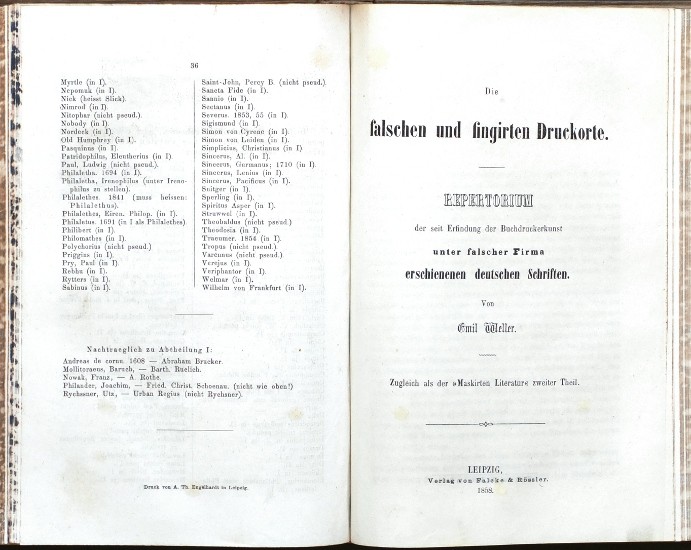 36
Myrtle (in I).
Nepomuk (in I).
Nick (heisst Slick).
Nimrod (in I).
Nitophar (nicht pseud.).
Nobody (in I).
Nordeck (in I).
Old Humphrey (in I).
Pasquinus (in I).
Patridophilus, Eleutherius (in I)
Paul, Ludwig (nicht pseud.).
Philaletha. 1694 (in I).
Philaletha, Irenophilus (unter Ireno-
philus zu stellen).
Philalethes. 1841 (muss heissen:
Philalethus).
Philalethes, Eiren. Philop. (in I).
Philaletus. 1691 (in I als Philalethes)
Philibert (in I).
Philomathes (in I).
Polychorius (nicht pseud.)
Priggius (in I).
Pry, Paul (in I).
Rebhu (in I).
Rytters (in I).
Sabinus (in I).
Saint-John, Percy B. (nicht pseud.).
Sancta Fide (in I).
Sannio (in I).
Sectanus (in I).
Severus. 1853, 55 (in I).
Sigismund (in I).
Simon von Cyrene (in I).
Simon von Leiden (in I).
Simplicius, Christianus (in I)
Sincerus, Al. (in I).
Sincerus, Germanus; 1710 (in I).
Sincerus, Lenius (in I).
Sincerus, Pacificus (in I).
Snitger (in I).
Sperling (in I).
Spiritus Asper (in I).
Struwwel (in I).
Theobaldus (nicht pseud.)
Theodosia (in I).
Traeumer. 1854 (in I).
Tropus (nicht pseud.)
Varennus (nicht pseud.)
Verejus (in I).
Veriphantor (in I).
Welmar (in I).
Wilhelm von Frankfurt (in I).
Nachtraeglich zu Abtheilung I:
Andreas de cornu. 1608 — Abraham Brucker.
Molitoraeus, Baruch, — Barth. Ruelich.
Nowak, Franz, — A. Rothe.
Philander, Joachim, — Fried. Christ. Schoenau. (nicht wie oben!)
Rychssner, Utz, — Urban Regius (nicht Rychsner).
Druck von A. Th. Engelhardt in Leipzig.
Die
falschen und fingirten Druckorte.
REPERTORIUM
der seit Erfindung der Buchdruckerkunst
unter falscher Firma
erschienenen deutschen Schriften.
Von
Emil Weller.
Zugleich als der »Maskirten Literatur« zweiter Theil.
LEIPZIG,
Verlag von Falcke & Rössler.
1858.